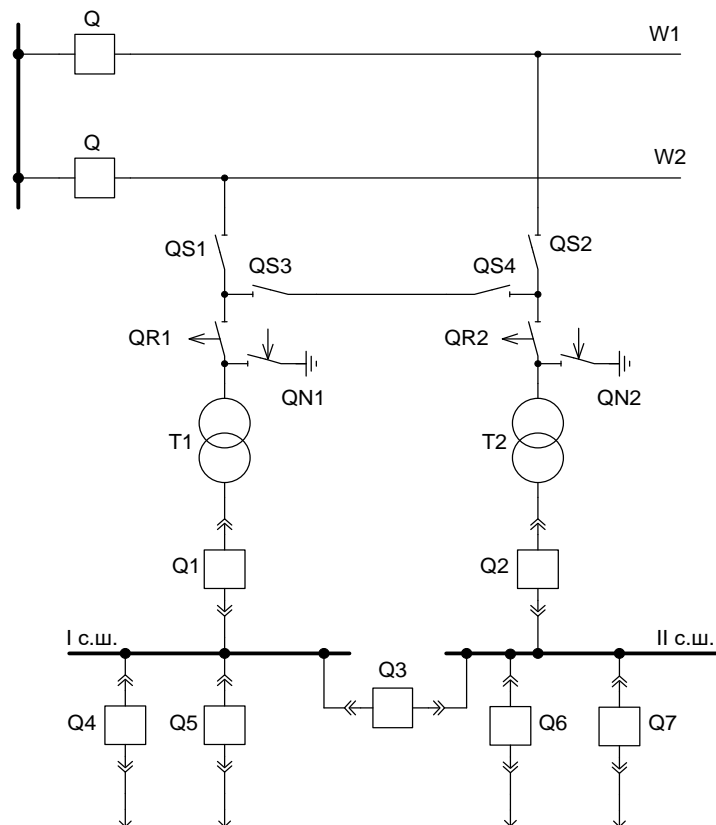 Q
W1
Q
W2
QS1
QS2
QS3
QS4
QR1
QR2
QN1
QN2
T1
T2
Q1
Q2
I с.ш.
II с.ш.
Q3
Q4
Q5
Q6
Q7